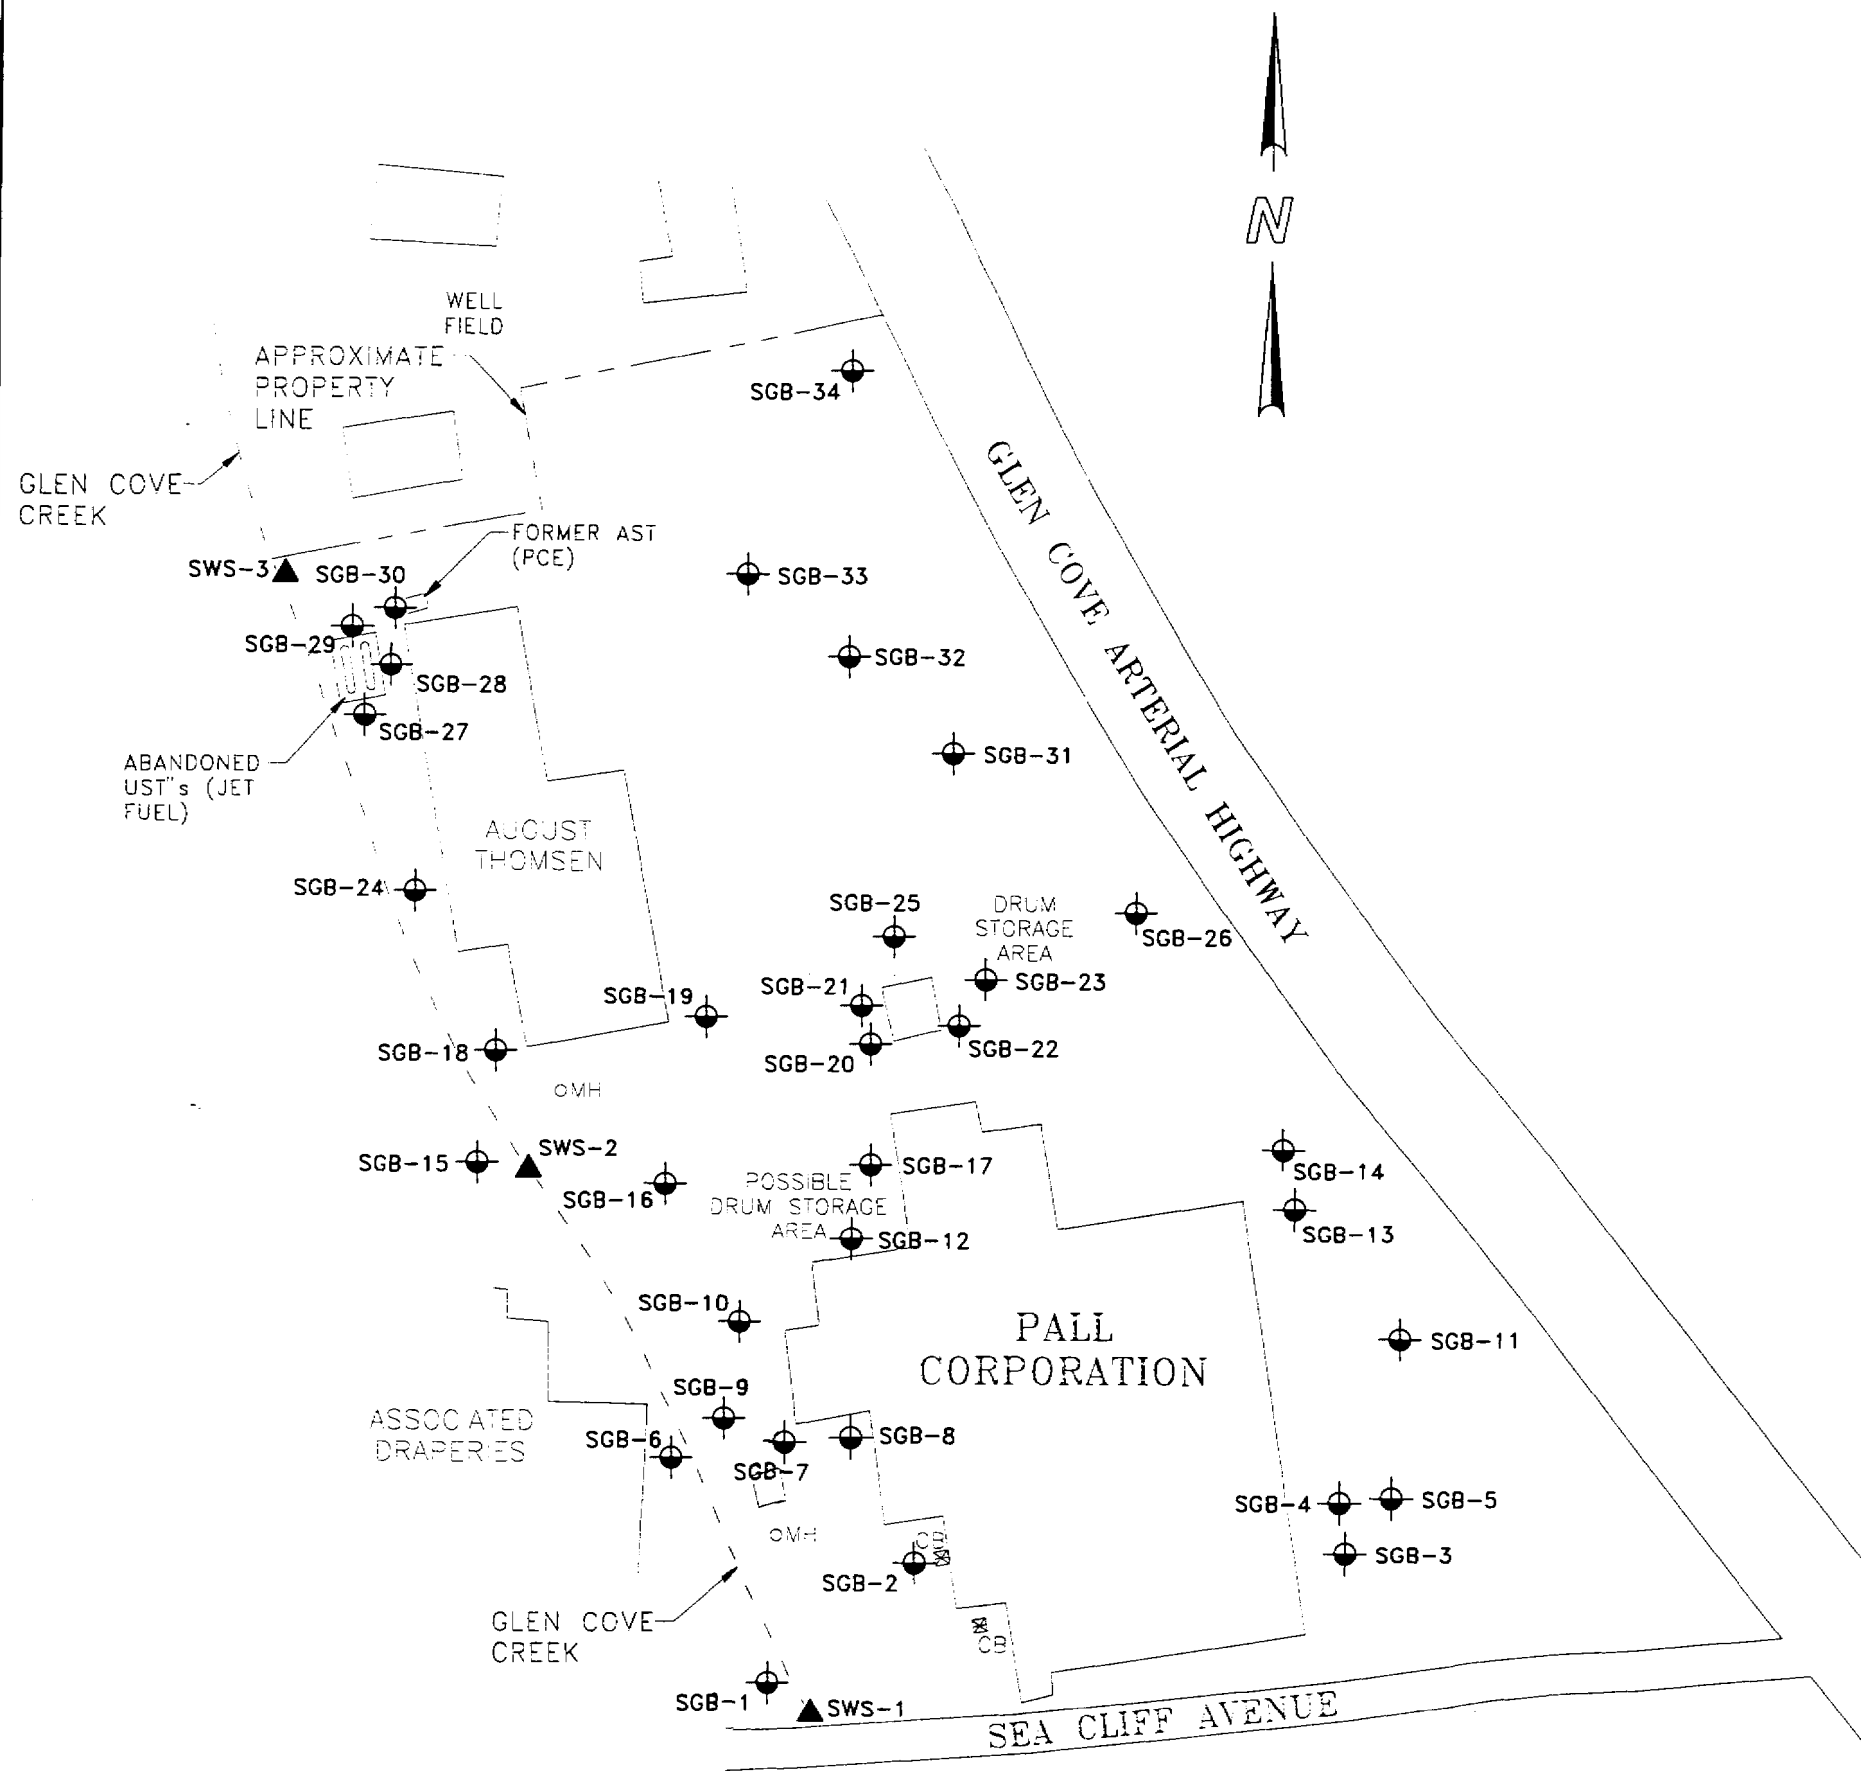 N
WELL
FIELD
APPROXIMATE
PROPERTY
LINE
SGB-34
GLEN COVE
CREEK
GLEN COVE ARTERIAL HIGHWAY
FORMER AST
(PCE)
SWS-3
SGB-30
SGB-33
SGB-29
SGB-32
SGB-28
SGB-27
SGB-31
ABANDONED
UST"s (JET
FUEL)
AUGUST
THOMSEN
SGB-24
SGB-25
DRUM
STORAGE
AREA
SGB-26
SGB-23
SGB-21
SGB-19
SGB-22
SGB-20
SGB-18
MH
SWS-2
SGB-15
SGB-17
SGB-14
POSSIBLE
DRUM STORAGE
AREA
SGB-16
SGB-13
SGB-12
SGB-10
PALL
CORPORATION
SGB-11
SGB-9
ASSOCIATED
DRAPERIES
SGB-6
SGB-8
SGB-7
SGB-4
SGB-5
MH
CB
SGB-3
SGB-2
GLEN COVE
CREEK
CB
SGB-1
SWS-1
SEA CLIFF AVENUE